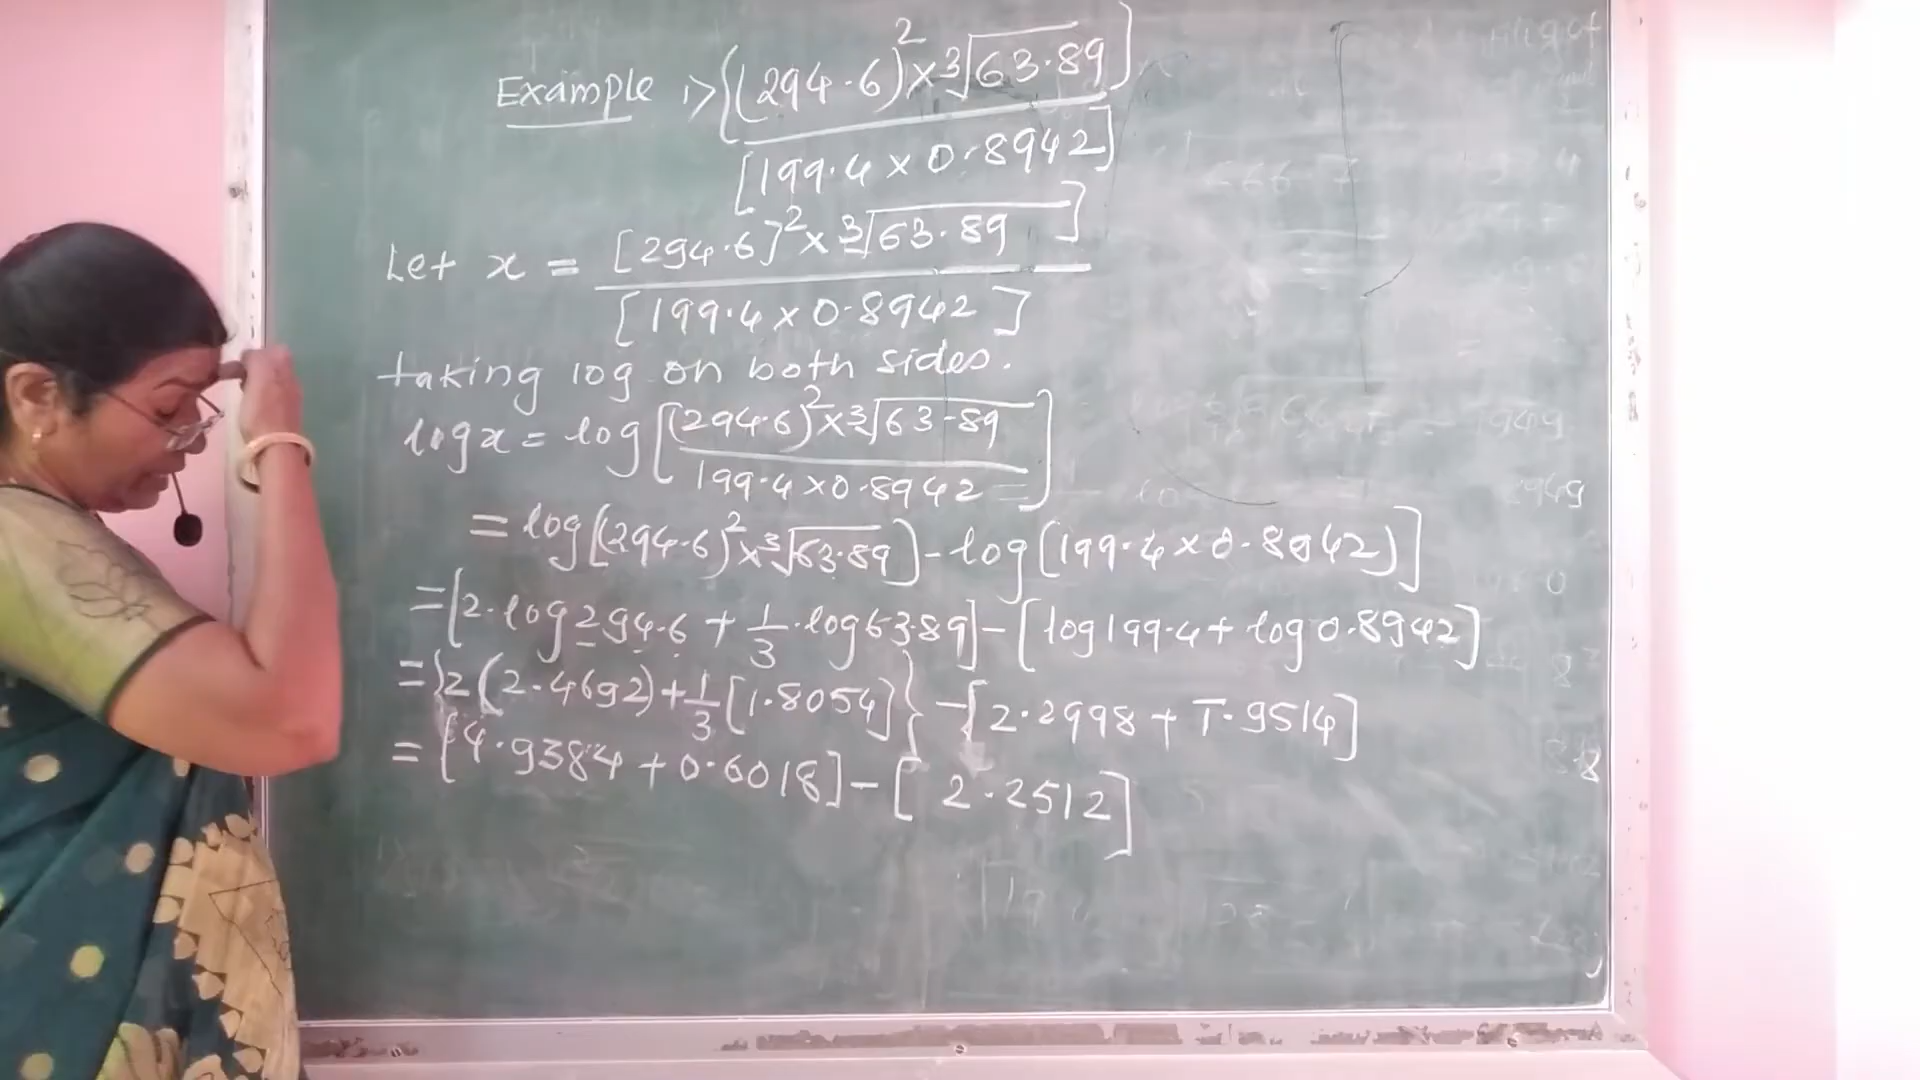 Example 1> {(294.6)² × ³√63.89}
[199.4 × 0.8942]
Let x = [294.6]² × ³√63.89]
[199.4 × 0.8942]
taking log on both sides.
log x = log [(294.6)² × ³√63.89
199.4 × 0.8942]
= log[(294.6)² × ³√63.89] - log[199.4 × 0.8942)]
= [2.log 294.6 + 1/3 . log 63.89] - [log 199.4 + log 0.8942]
= {2(2.4692) + 1/3 [1.8054]} - [2.2998 + T.9514]
= [4.9384 + 0.6018] - [2.2512]